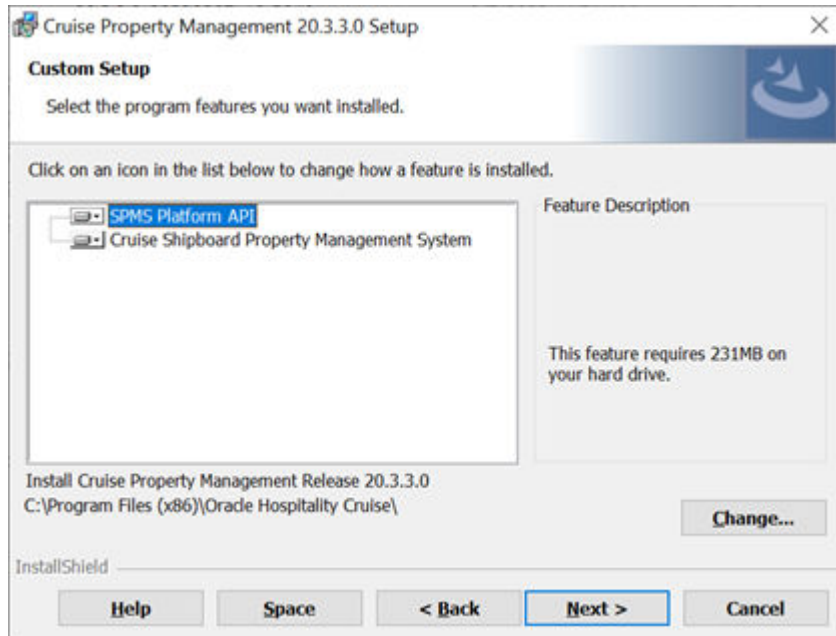 Cruise Property Management 20.3.3.0 Setup
Custom Setup
Select the program features you want installed.
Click on an icon in the list below to change how a feature is installed.
SPMS Platform API
Cruise Shipboard Property Management System
Feature Description
This feature requires 231MB on
your hard drive.
Install Cruise Property Management Release 20.3.3.0
C:\Program Files (x86)\Oracle Hospitality Cruise\
Change...
InstallShield
Help
Space
< Back
Next >
Cancel